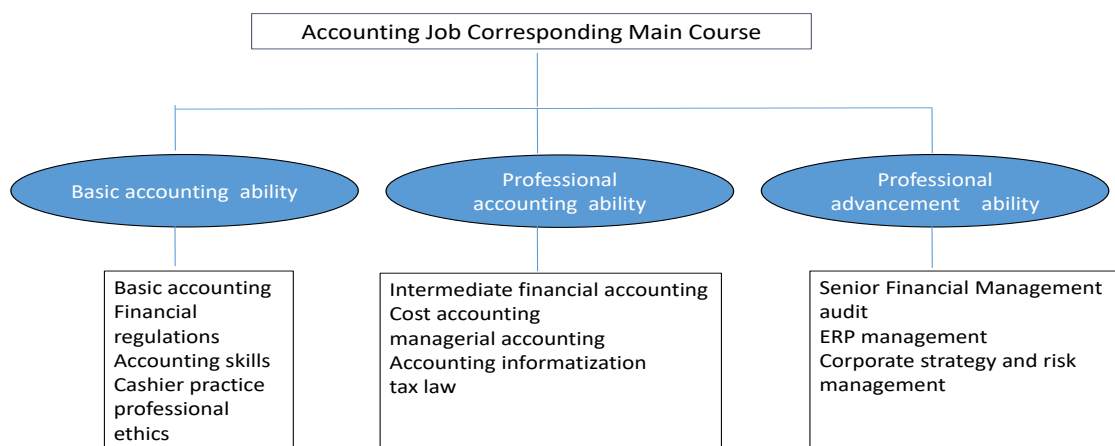 Accounting Job Corresponding Main Course
Basic accounting ability
Professional
accounting ability
Professional
advancement ability
Basic accounting
Financial
regulations
Accounting skills
Cashier practice
professional
ethics
Intermediate financial accounting
Cost accounting
managerial accounting
Accounting informatization
tax law
Senior Financial Management
audit
ERP management
Corporate strategy and risk
management